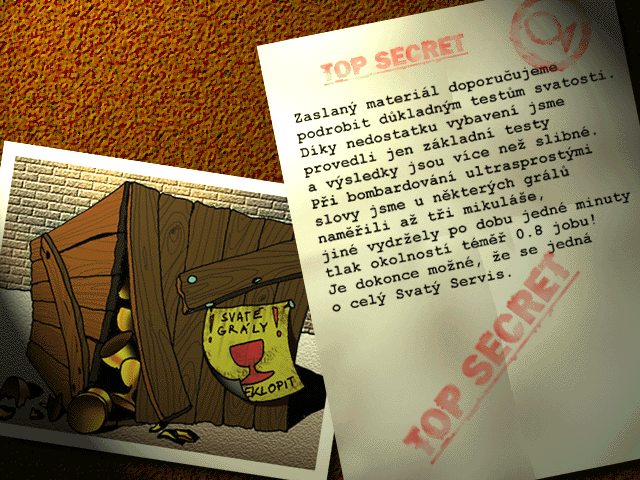 TOP SECRET
Zaslaný materiál doporučujeme
podrobit důkladným testům svatosti.
Díky nedostatku vybavení jsme
provedli jen základní testy
a výsledky jsou více než slibné.
Při bombardování ultrasprostými
slovy jsme u některých grálů
naměřili až tři mikuláše,
jiné vydržely po dobu jedné minuty
tlak okolností téměř 0.8 jobu!
Je dokonce možné, že se jedná
o celý Svatý Servis.
TOP SECRET
! SVATÉ !
GRÁLY
EKLOPIT